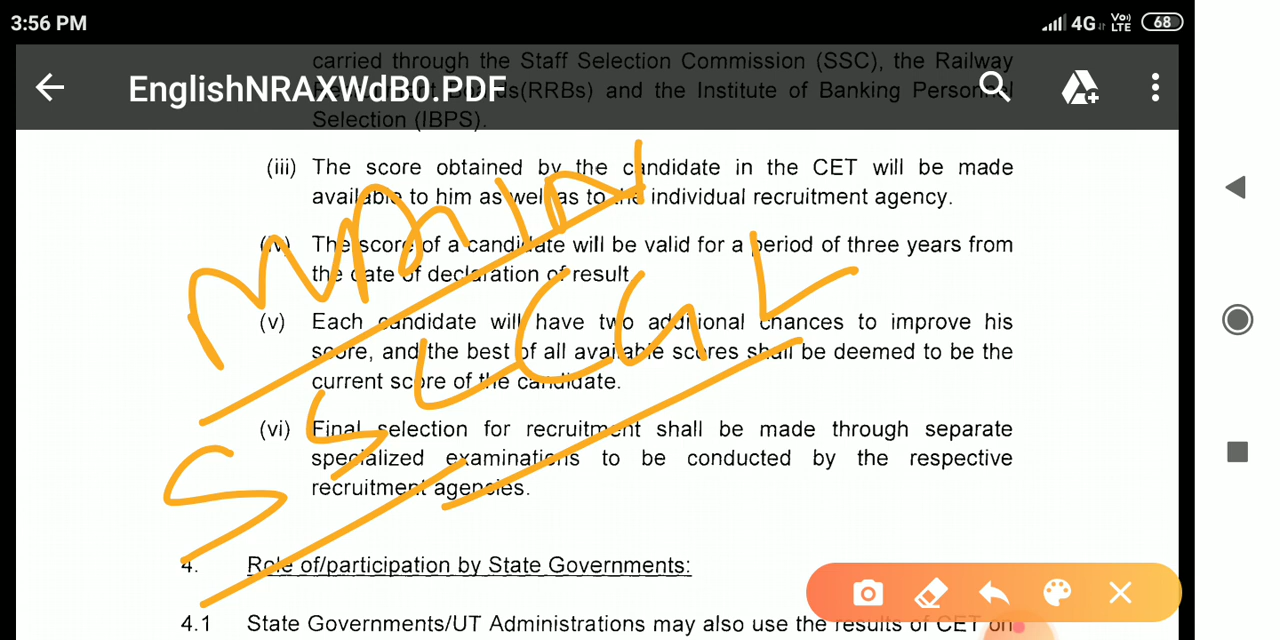 3:56 PM
4G Vo) LTE 68
carried through the Staff Selection Commission (SSC), the Railway
EnglishNRAXWdB0.PDF
(RRBs) and the Institute of Banking Personnel
Selection (IBPS).
(iii) The score obtained by the candidate in the CET will be made
available to him as well as to the individual recruitment agency.
MAIN
(iv) The score of a candidate will be valid for a period of three years from
the date of declaration of result.
(v) Each candidate will have two additional chances to improve his
score, and the best of all available scores shall be deemed to be the
current score of the candidate.
SSC CGL
(vi) Final selection for recruitment shall be made through separate
specialized examinations to be conducted by the respective
recruitment agencies.
4. Role of/participation by State Governments:
4.1 State Governments/UT Administrations may also use the results of CET on